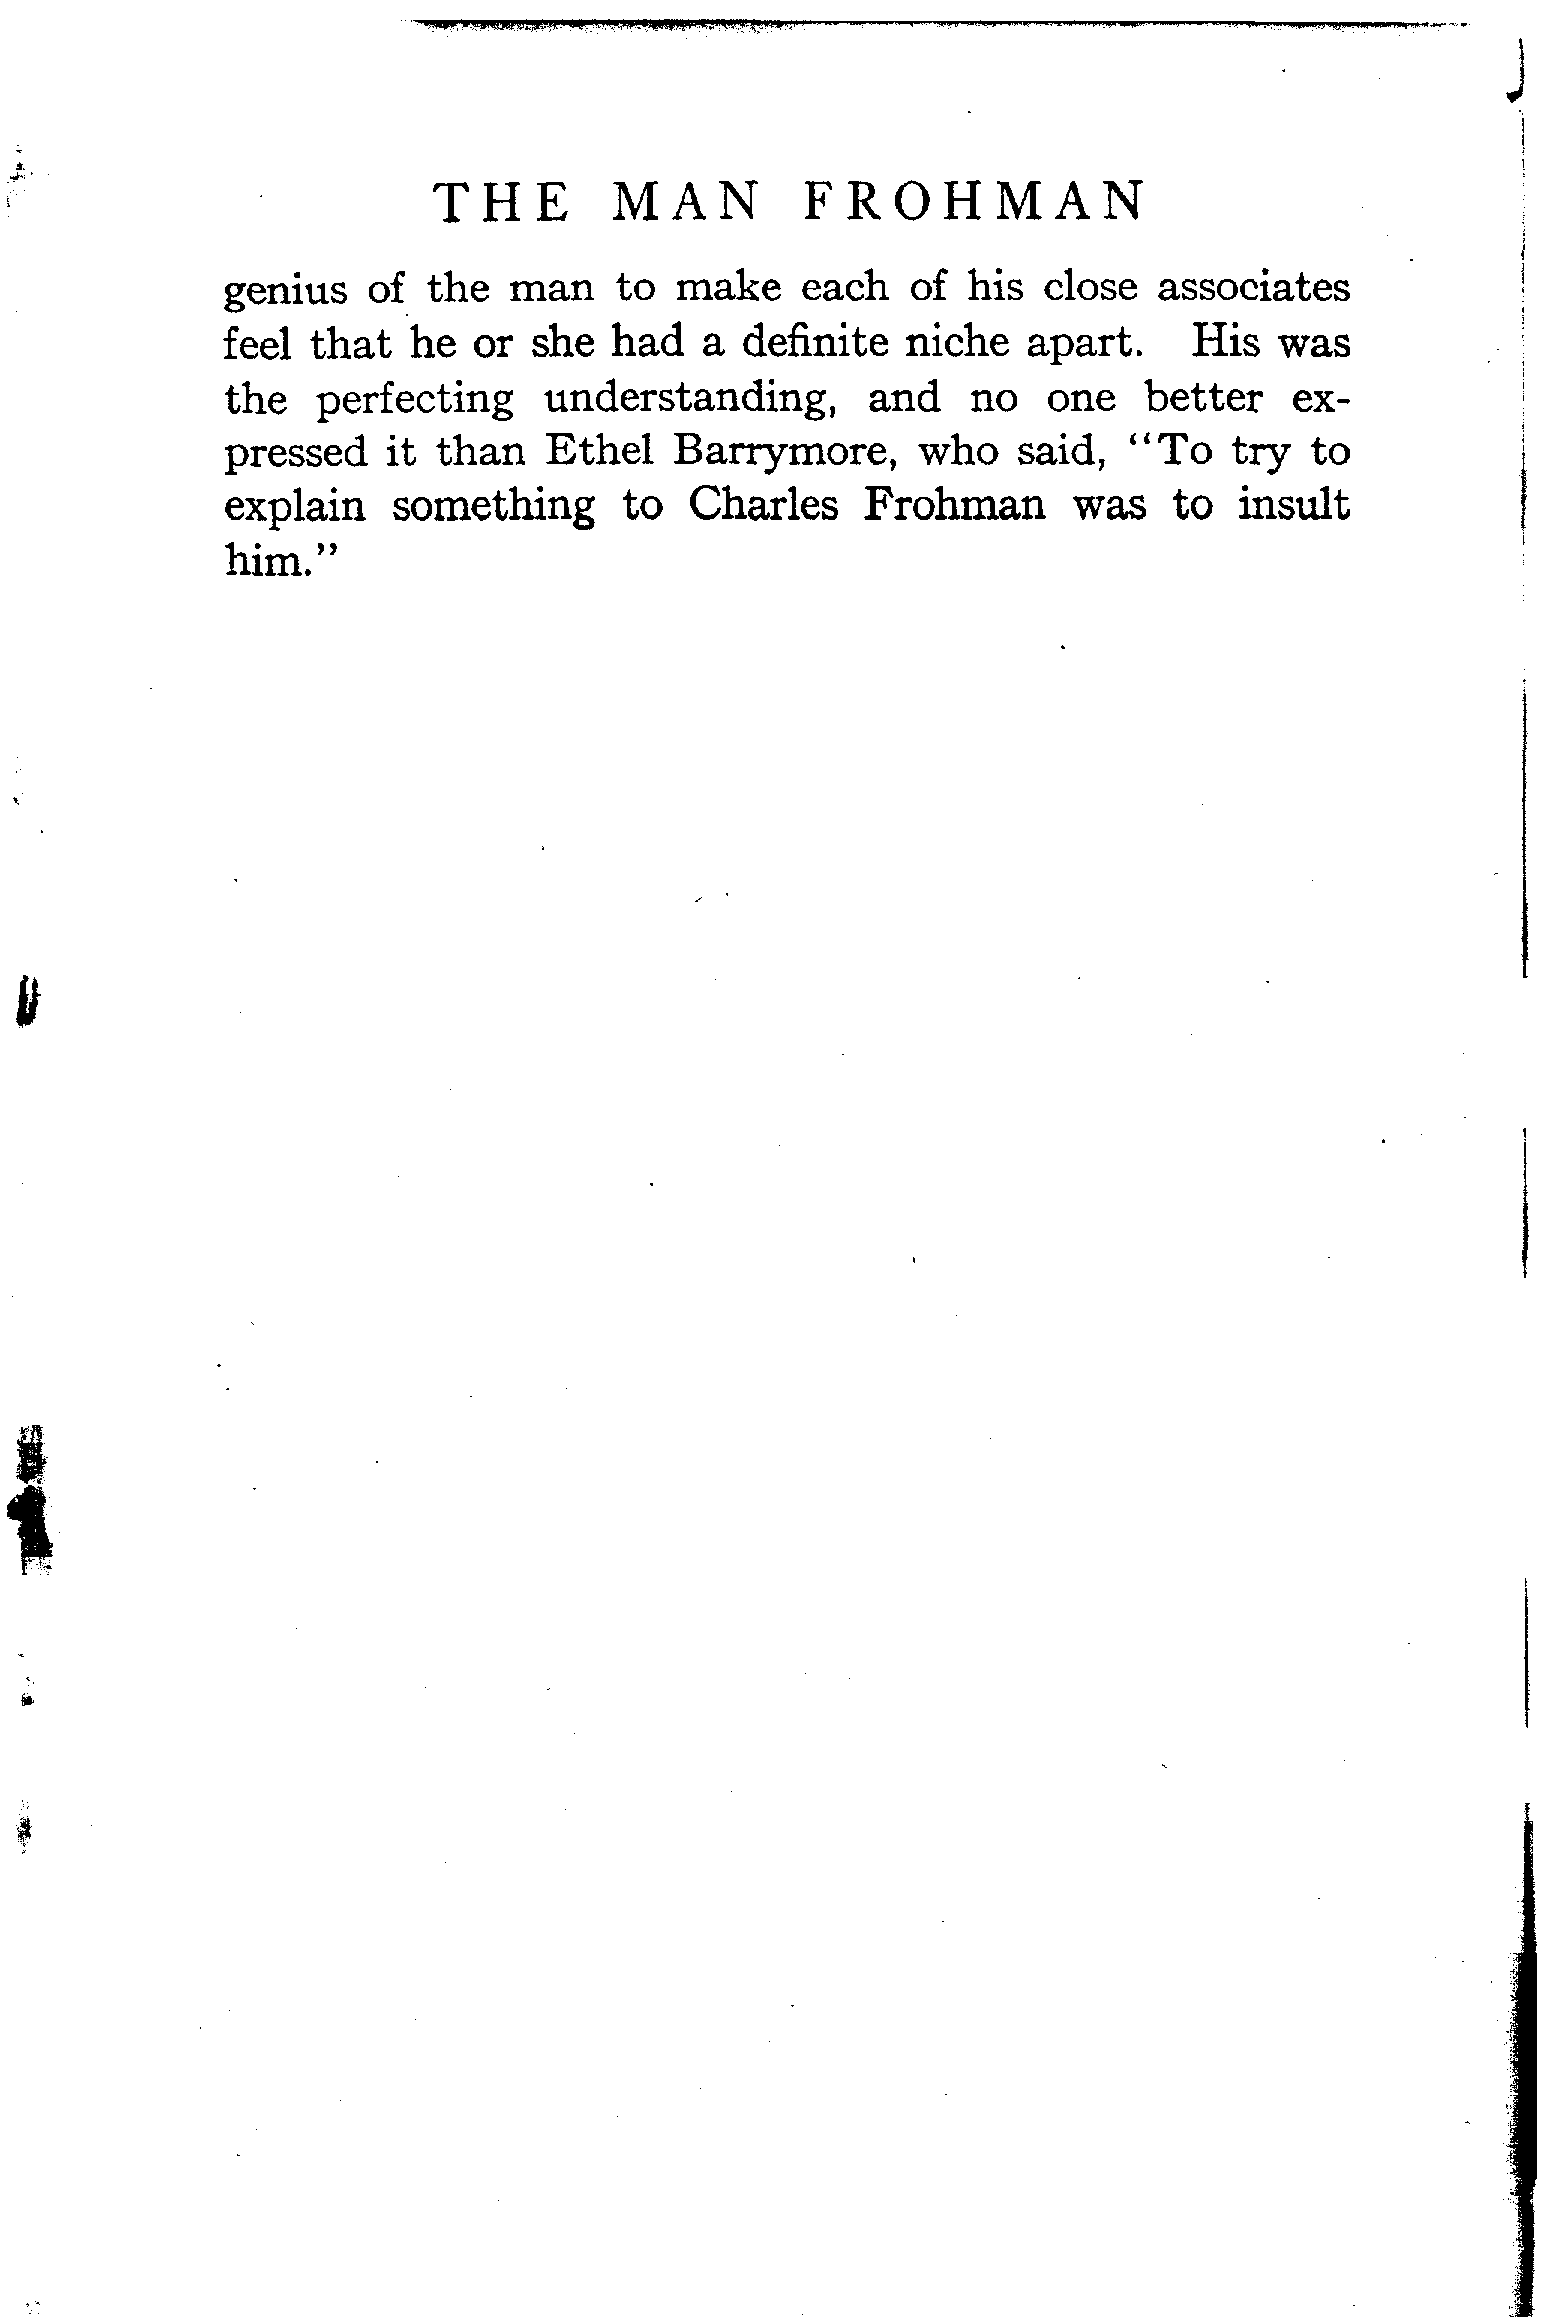 THE MAN FROHMAN
genius of the man to make each of his close associates
feel that he or she had a definite niche apart. His was
the perfecting understanding, and no one better ex-
pressed it than Ethel Barrymore, who said, “To try to
explain something to Charles Frohman was to insult
him.”